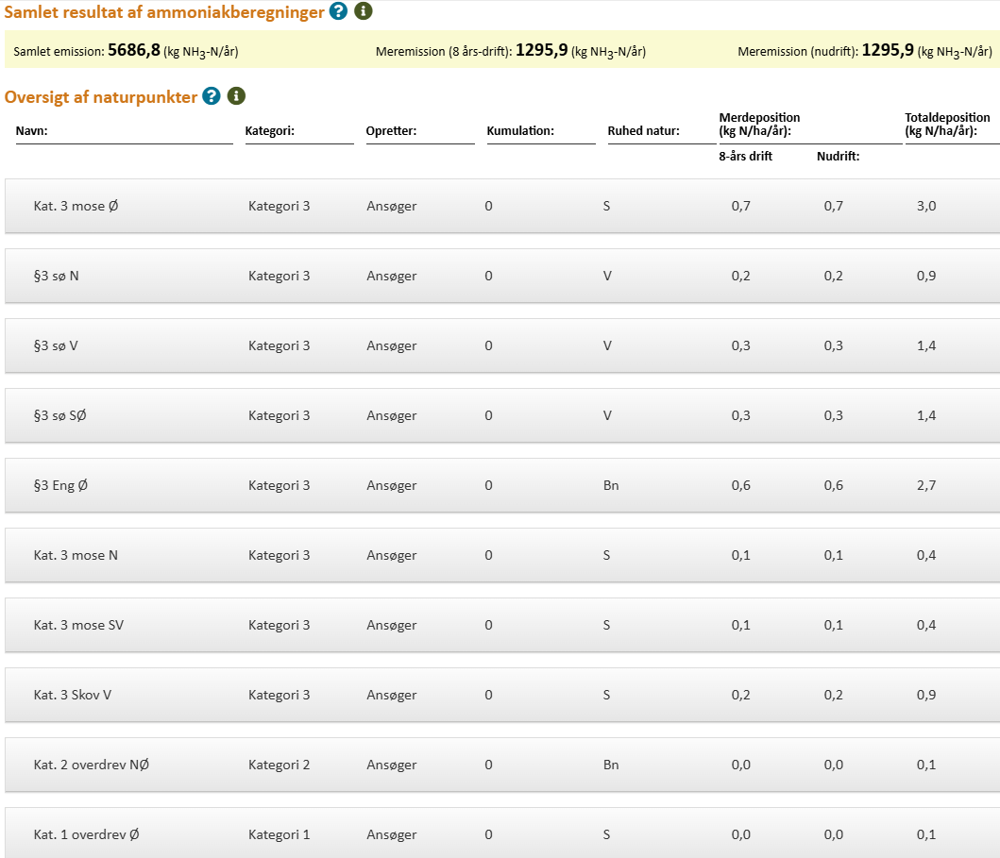 Samlet resultat af ammoniakberegninger ? i
Samlet emission: 5686,8 (kg NH3-N/år) Meremission (8 års-drift): 1295,9 (kg NH3-N/år) Meremission (nudrift): 1295,9 (kg NH3-N/år)
Oversigt af naturpunkter ? i
Navn: Kategori: Opretter: Kumulation: Ruhed natur: Merdeposition (kg N/ha/år): Totaldeposition (kg N/ha/år):
8-års drift Nudrift:
Kat. 3 mose Ø Kategori 3 Ansøger 0 S 0,7 0,7 3,0
§3 sø N Kategori 3 Ansøger 0 V 0,2 0,2 0,9
§3 sø V Kategori 3 Ansøger 0 V 0,3 0,3 1,4
§3 sø SØ Kategori 3 Ansøger 0 V 0,3 0,3 1,4
§3 Eng Ø Kategori 3 Ansøger 0 Bn 0,6 0,6 2,7
Kat. 3 mose N Kategori 3 Ansøger 0 S 0,1 0,1 0,4
Kat. 3 mose SV Kategori 3 Ansøger 0 S 0,1 0,1 0,4
Kat. 3 Skov V Kategori 3 Ansøger 0 S 0,2 0,2 0,9
Kat. 2 overdrev NØ Kategori 2 Ansøger 0 Bn 0,0 0,0 0,1
Kat. 1 overdrev Ø Kategori 1 Ansøger 0 S 0,0 0,0 0,1